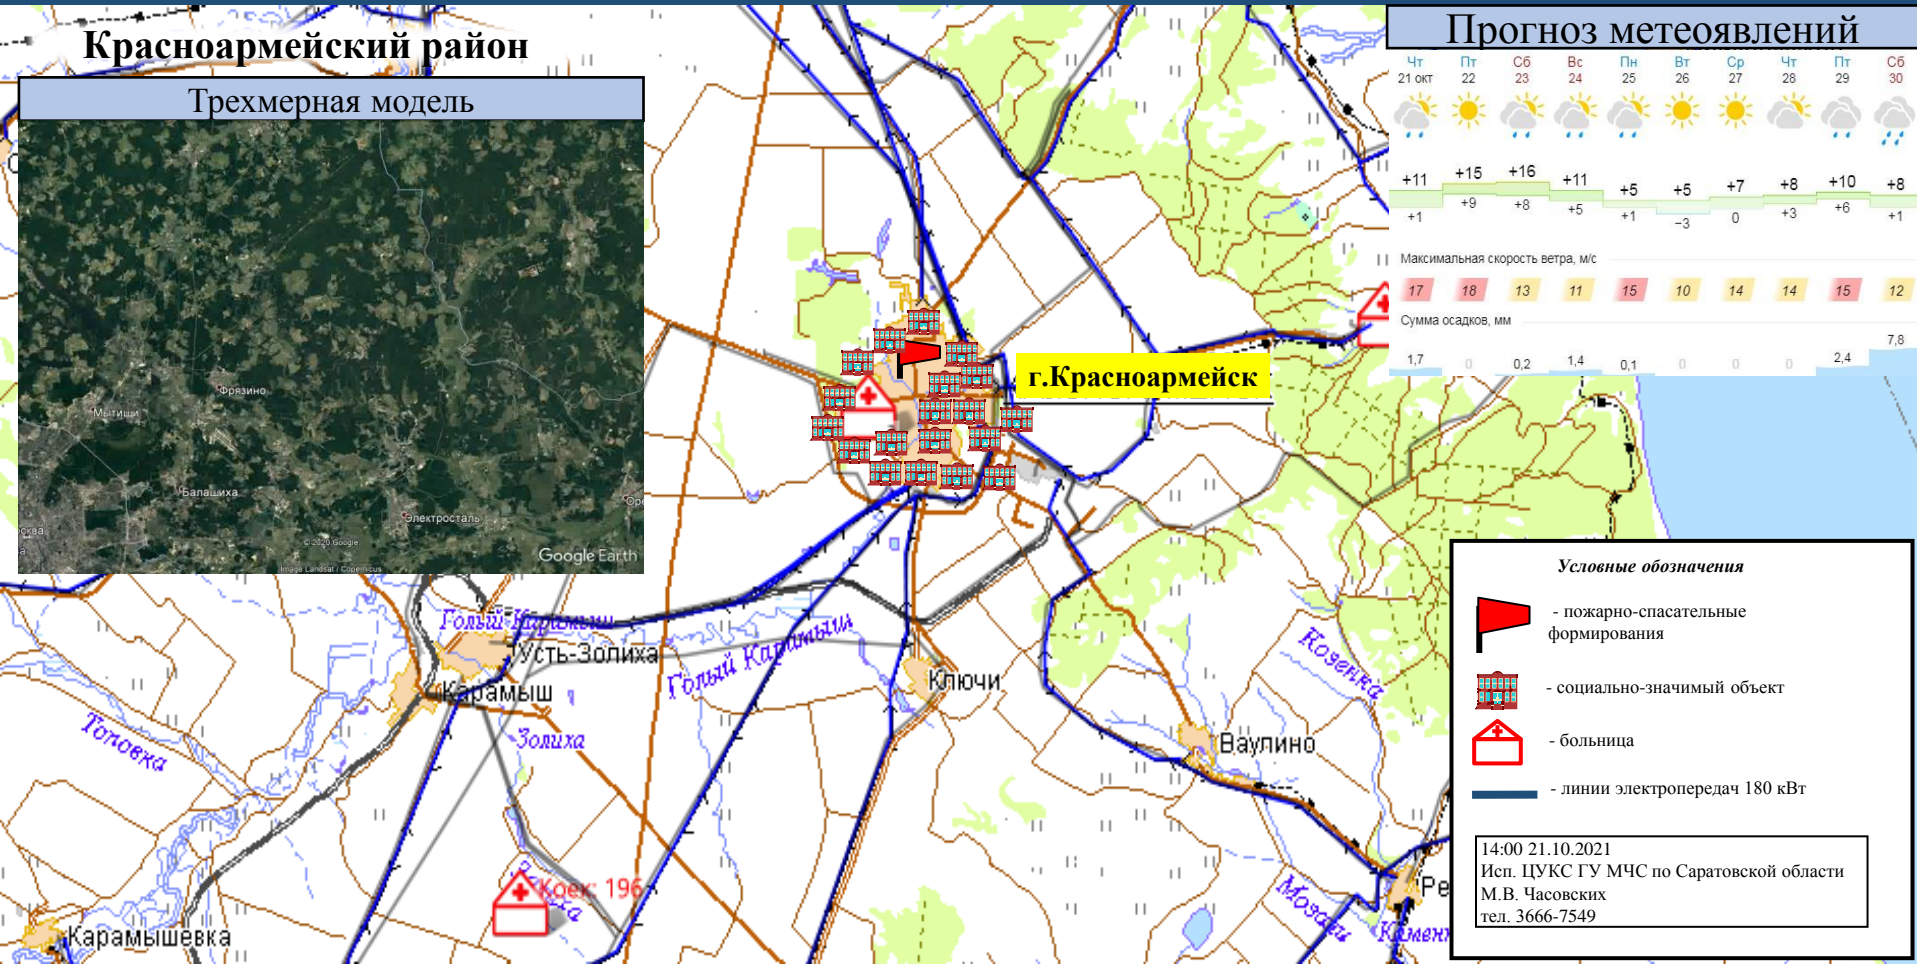 Красноармейский район
Трехмерная модель
Фрязино
Мытищи
Балашиха
Электросталь
© 2020 Google
Image Landsat / Copernicus
Google Earth
Прогноз метеоявлений
Чт Пт Сб Вс Пн Вт Ср Чт Пт Сб
21 окт 22 23 24 25 26 27 28 29 30
+11 +15 +16 +11 +5 +5 +7 +8 +10 +8
+1 +9 +8 +5 +1 −3 0 +3 +6 +1
Максимальная скорость ветра, м/с
17 18 13 11 15 10 14 14 15 12
Сумма осадков, мм
1,7 0 0,2 1,4 0,1 0 0 0 2,4 7,8
г.Красноармейск
Голый Карамыш
Усть-Золиха
Карамыш
Голый Карамыш
Ключи
Козенка
Золиха
Топовка
Ваулино
Коек: 196
Карамышевка
Условные обозначения
- пожарно-спасательные
формирования
- социально-значимый объект
- больница
- линии электропередач 180 кВт
14:00 21.10.2021
Исп. ЦУКС ГУ МЧС по Саратовской области
М.В. Часовских
тел. 3666-7549